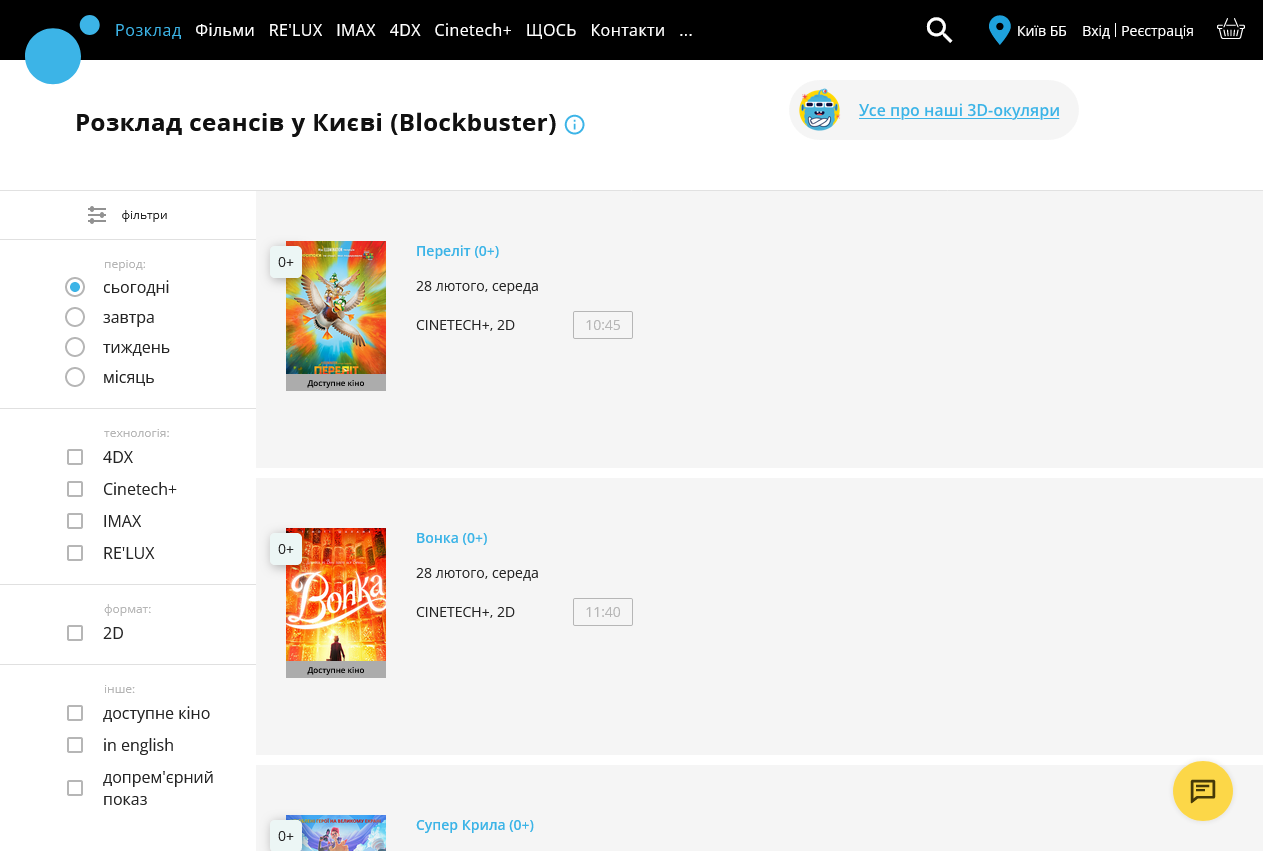 Розклад Фільми RE'LUX IMAX 4DX Cinetech+ ЩОСЬ Контакти ...
Київ ББ Вхід | Реєстрація
Розклад сеансів у Києві (Blockbuster)
Усе про наші 3D-окуляри
фільтри
період:
сьогодні
завтра
тиждень
місяць
технологія:
4DX
Cinetech+
IMAX
RE'LUX
формат:
2D
інше:
доступне кіно
in english
допрем'єрний
показ
0+
ПЕРЕЛІТ
Доступне кіно
Переліт (0+)
28 лютого, середа
CINETECH+, 2D
10:45
0+
Вонка
Доступне кіно
Вонка (0+)
28 лютого, середа
CINETECH+, 2D
11:40
0+
Супер Крила (0+)